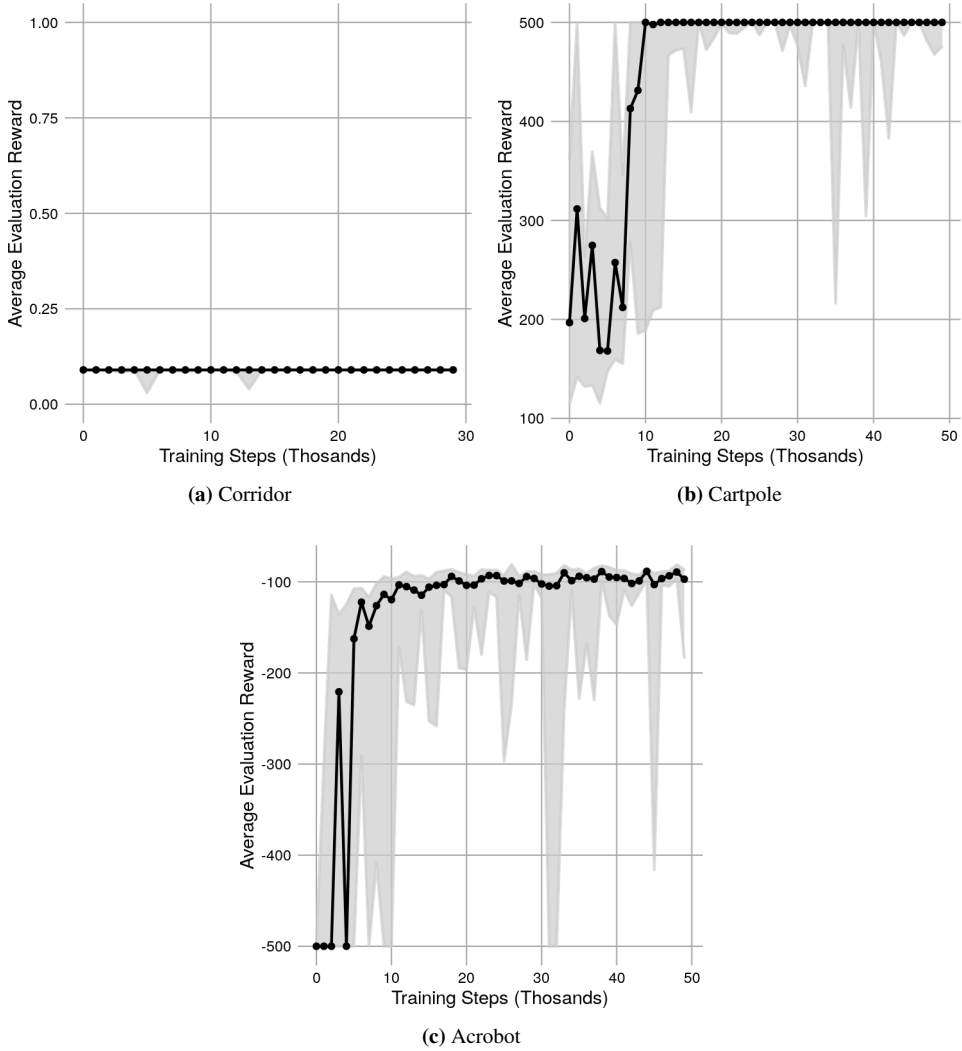 1.00
0.75
0.50
0.25
0.00
Average Evaluation Reward
0 10 20 30
Training Steps (Thosands)
(a) Corridor
500
400
300
200
100
Average Evaluation Reward
0 10 20 30 40 50
Training Steps (Thosands)
(b) Cartpole
-100
-200
-300
-400
-500
Average Evaluation Reward
0 10 20 30 40 50
Training Steps (Thosands)
(c) Acrobot